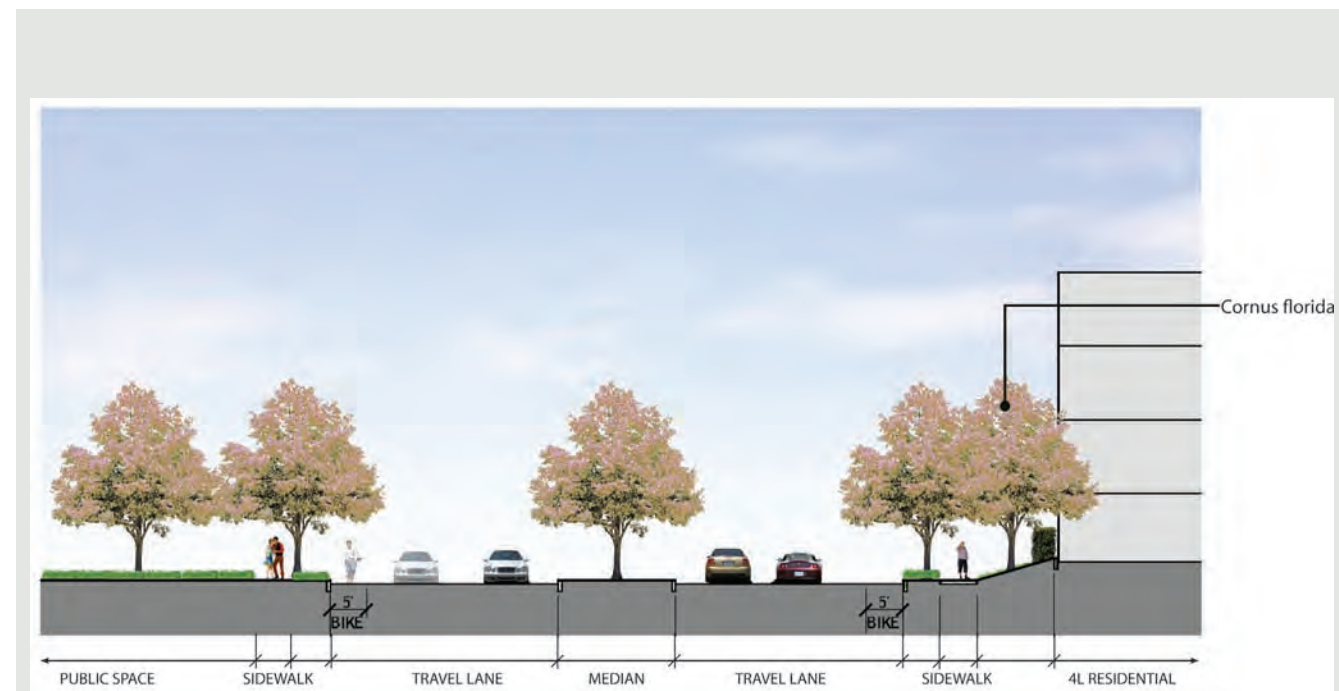 Cornus florida
5'
BIKE
5'
BIKE
PUBLIC SPACE
SIDEWALK
TRAVEL LANE
MEDIAN
TRAVEL LANE
SIDEWALK
4L RESIDENTIAL